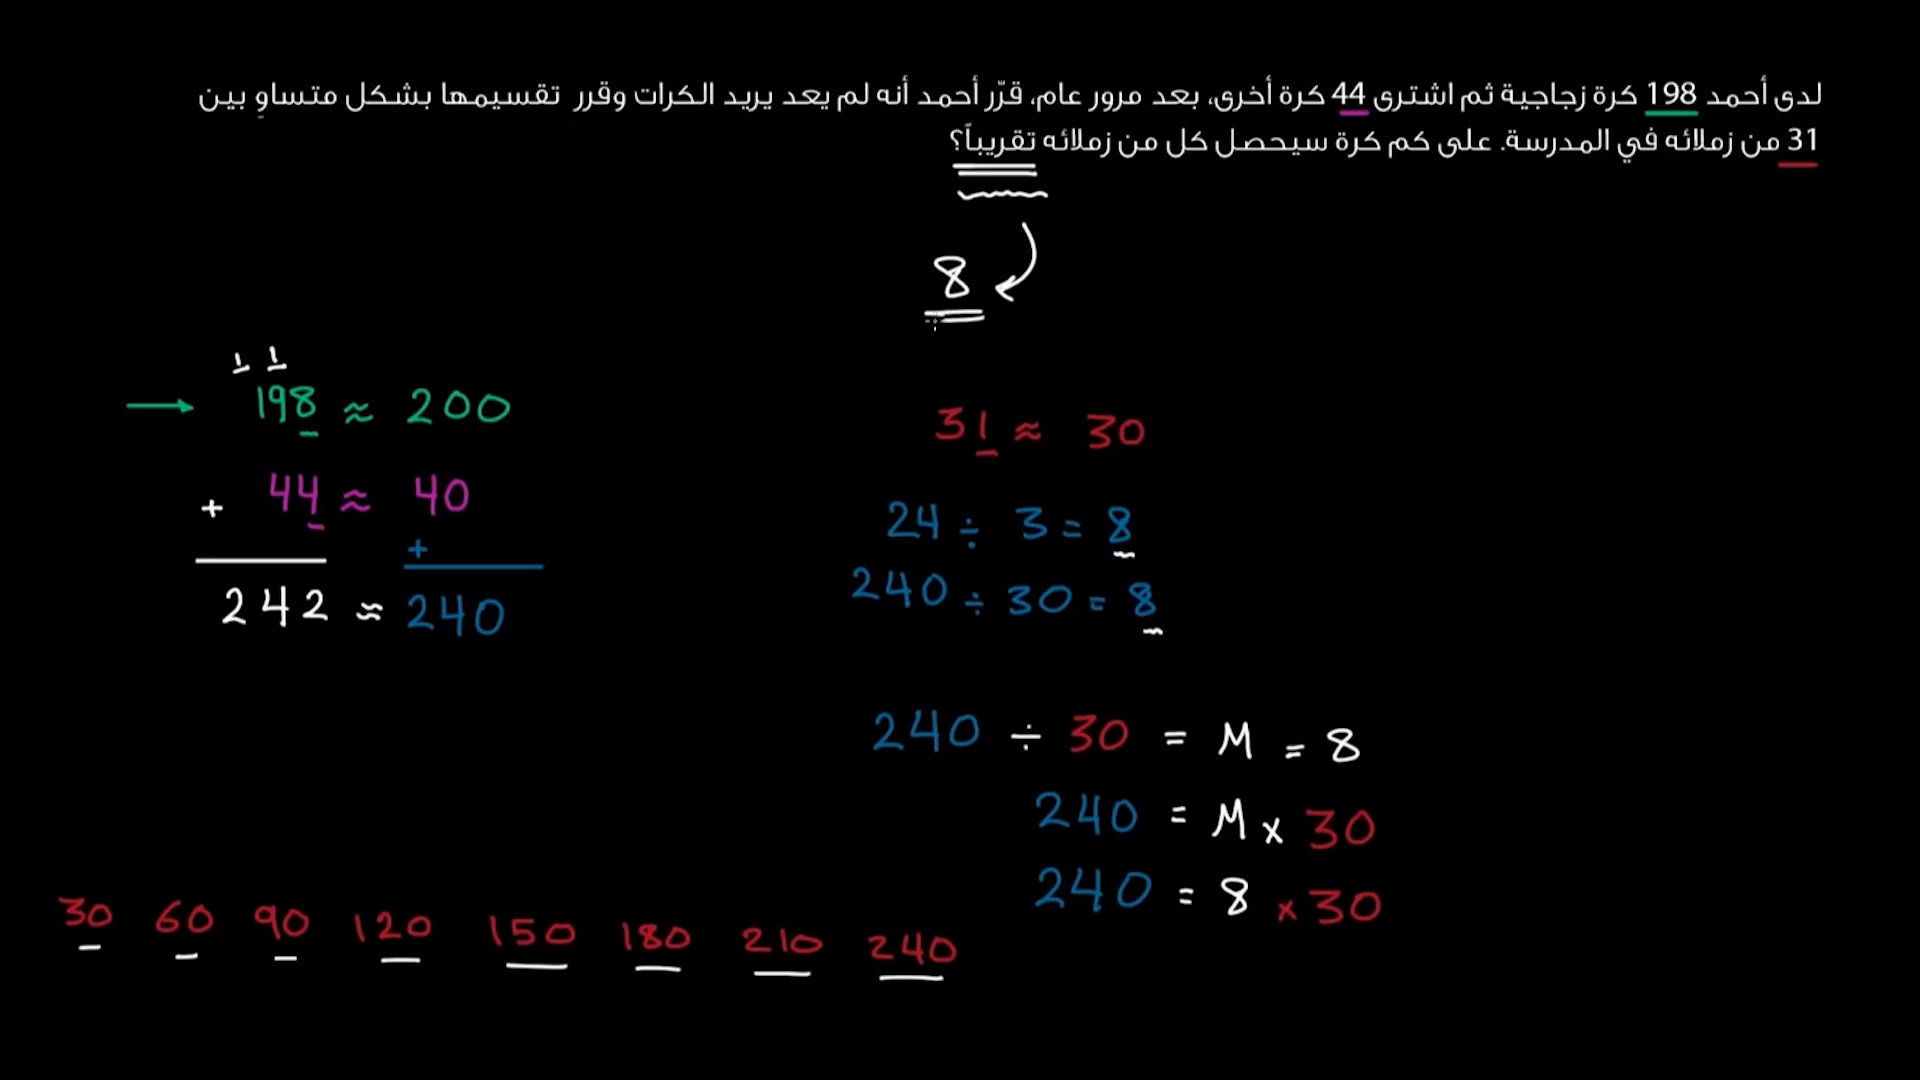 لدى أحمد 198 كرة زجاجية ثم اشترى 44 كرة أخرى، بعد مرور عام، قرّر أحمد أنه لم يعد يريد الكرات وقرر تقسيمها بشكل متساوٍ بين
31 من زملائه في المدرسة. على كم كرة سيحصل كل من زملائه تقريباً؟
8
1 1
198 ≈ 200
+ 44 ≈ 40
+
242 ≈ 240
31 ≈ 30
24 ÷ 3 = 8
240 ÷ 30 = 8
240 ÷ 30 = M = 8
240 = M x 30
240 = 8 x 30
30 60 90 120 150 180 210 240